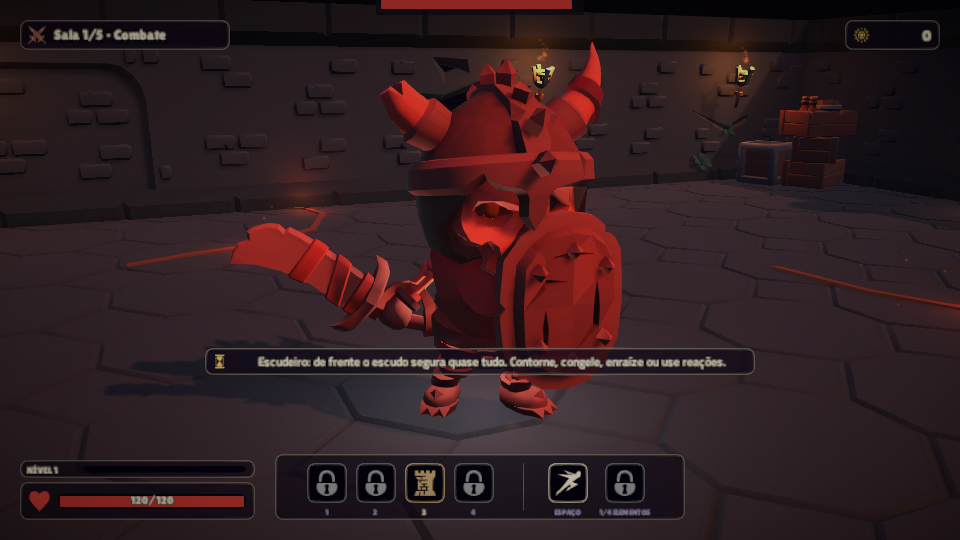 Sala 1/5 · Combate
0
Escudeiro: de frente o escudo segura quase tudo. Contorne, congele, enraíze ou use reações.
NÍVEL 1
120/120
1
2
3
4
ESPAÇO
1/4 ELEMENTOS